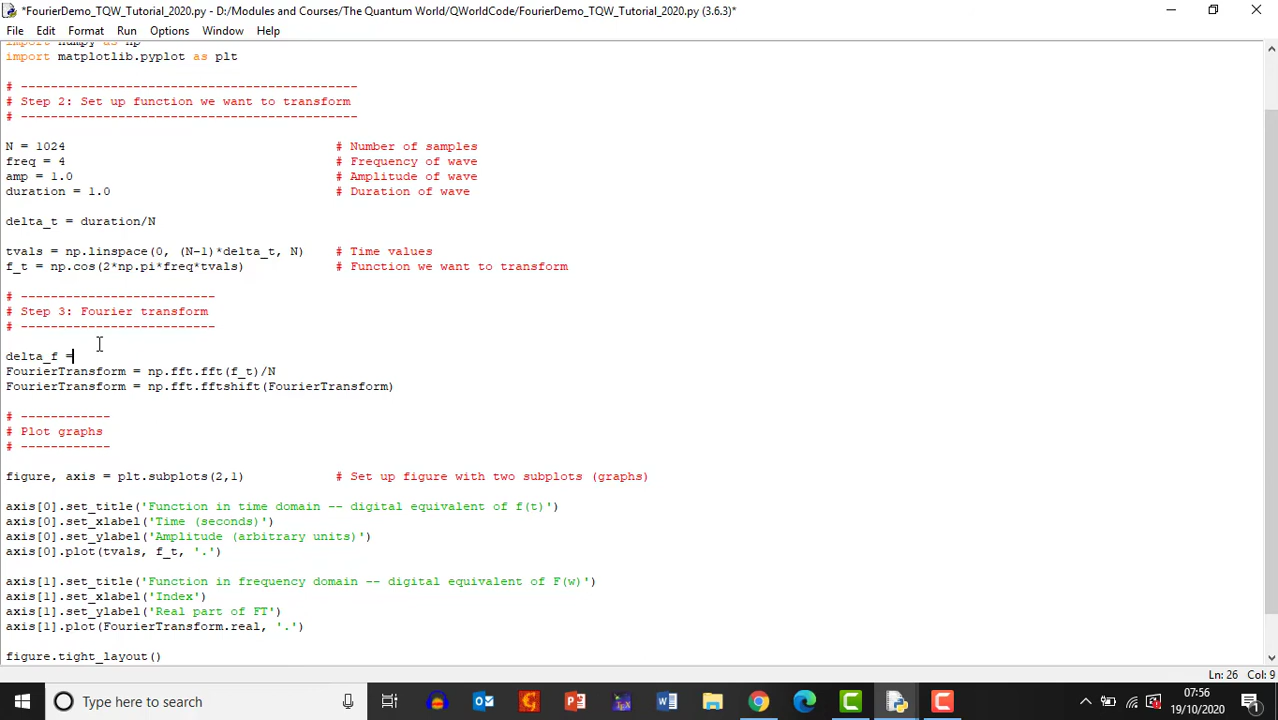 *FourierDemo_TQW_Tutorial_2020.py - D:/Modules and Courses/The Quantum World/QWorldCode/FourierDemo_TQW_Tutorial_2020.py (3.6.3)*
File Edit Format Run Options Window Help
import numpy as np
import matplotlib.pyplot as plt
# ---------------------------------------------
# Step 2: Set up function we want to transform
# ---------------------------------------------
N = 1024 # Number of samples
freq = 4 # Frequency of wave
amp = 1.0 # Amplitude of wave
duration = 1.0 # Duration of wave
delta_t = duration/N
tvals = np.linspace(0, (N-1)*delta_t, N) # Time values
f_t = np.cos(2*np.pi*freq*tvals) # Function we want to transform
# --------------------------
# Step 3: Fourier transform
# --------------------------
delta_f =
FourierTransform = np.fft.fft(f_t)/N
FourierTransform = np.fft.fftshift(FourierTransform)
# ------------
# Plot graphs
# ------------
figure, axis = plt.subplots(2,1) # Set up figure with two subplots (graphs)
axis[0].set_title('Function in time domain -- digital equivalent of f(t)')
axis[0].set_xlabel('Time (seconds)')
axis[0].set_ylabel('Amplitude (arbitrary units)')
axis[0].plot(tvals, f_t, '.')
axis[1].set_title('Function in frequency domain -- digital equivalent of F(w)')
axis[1].set_xlabel('Index')
axis[1].set_ylabel('Real part of FT')
axis[1].plot(FourierTransform.real, '.')
figure.tight_layout()
Ln: 26 Col: 9
Type here to search
07:56
19/10/2020